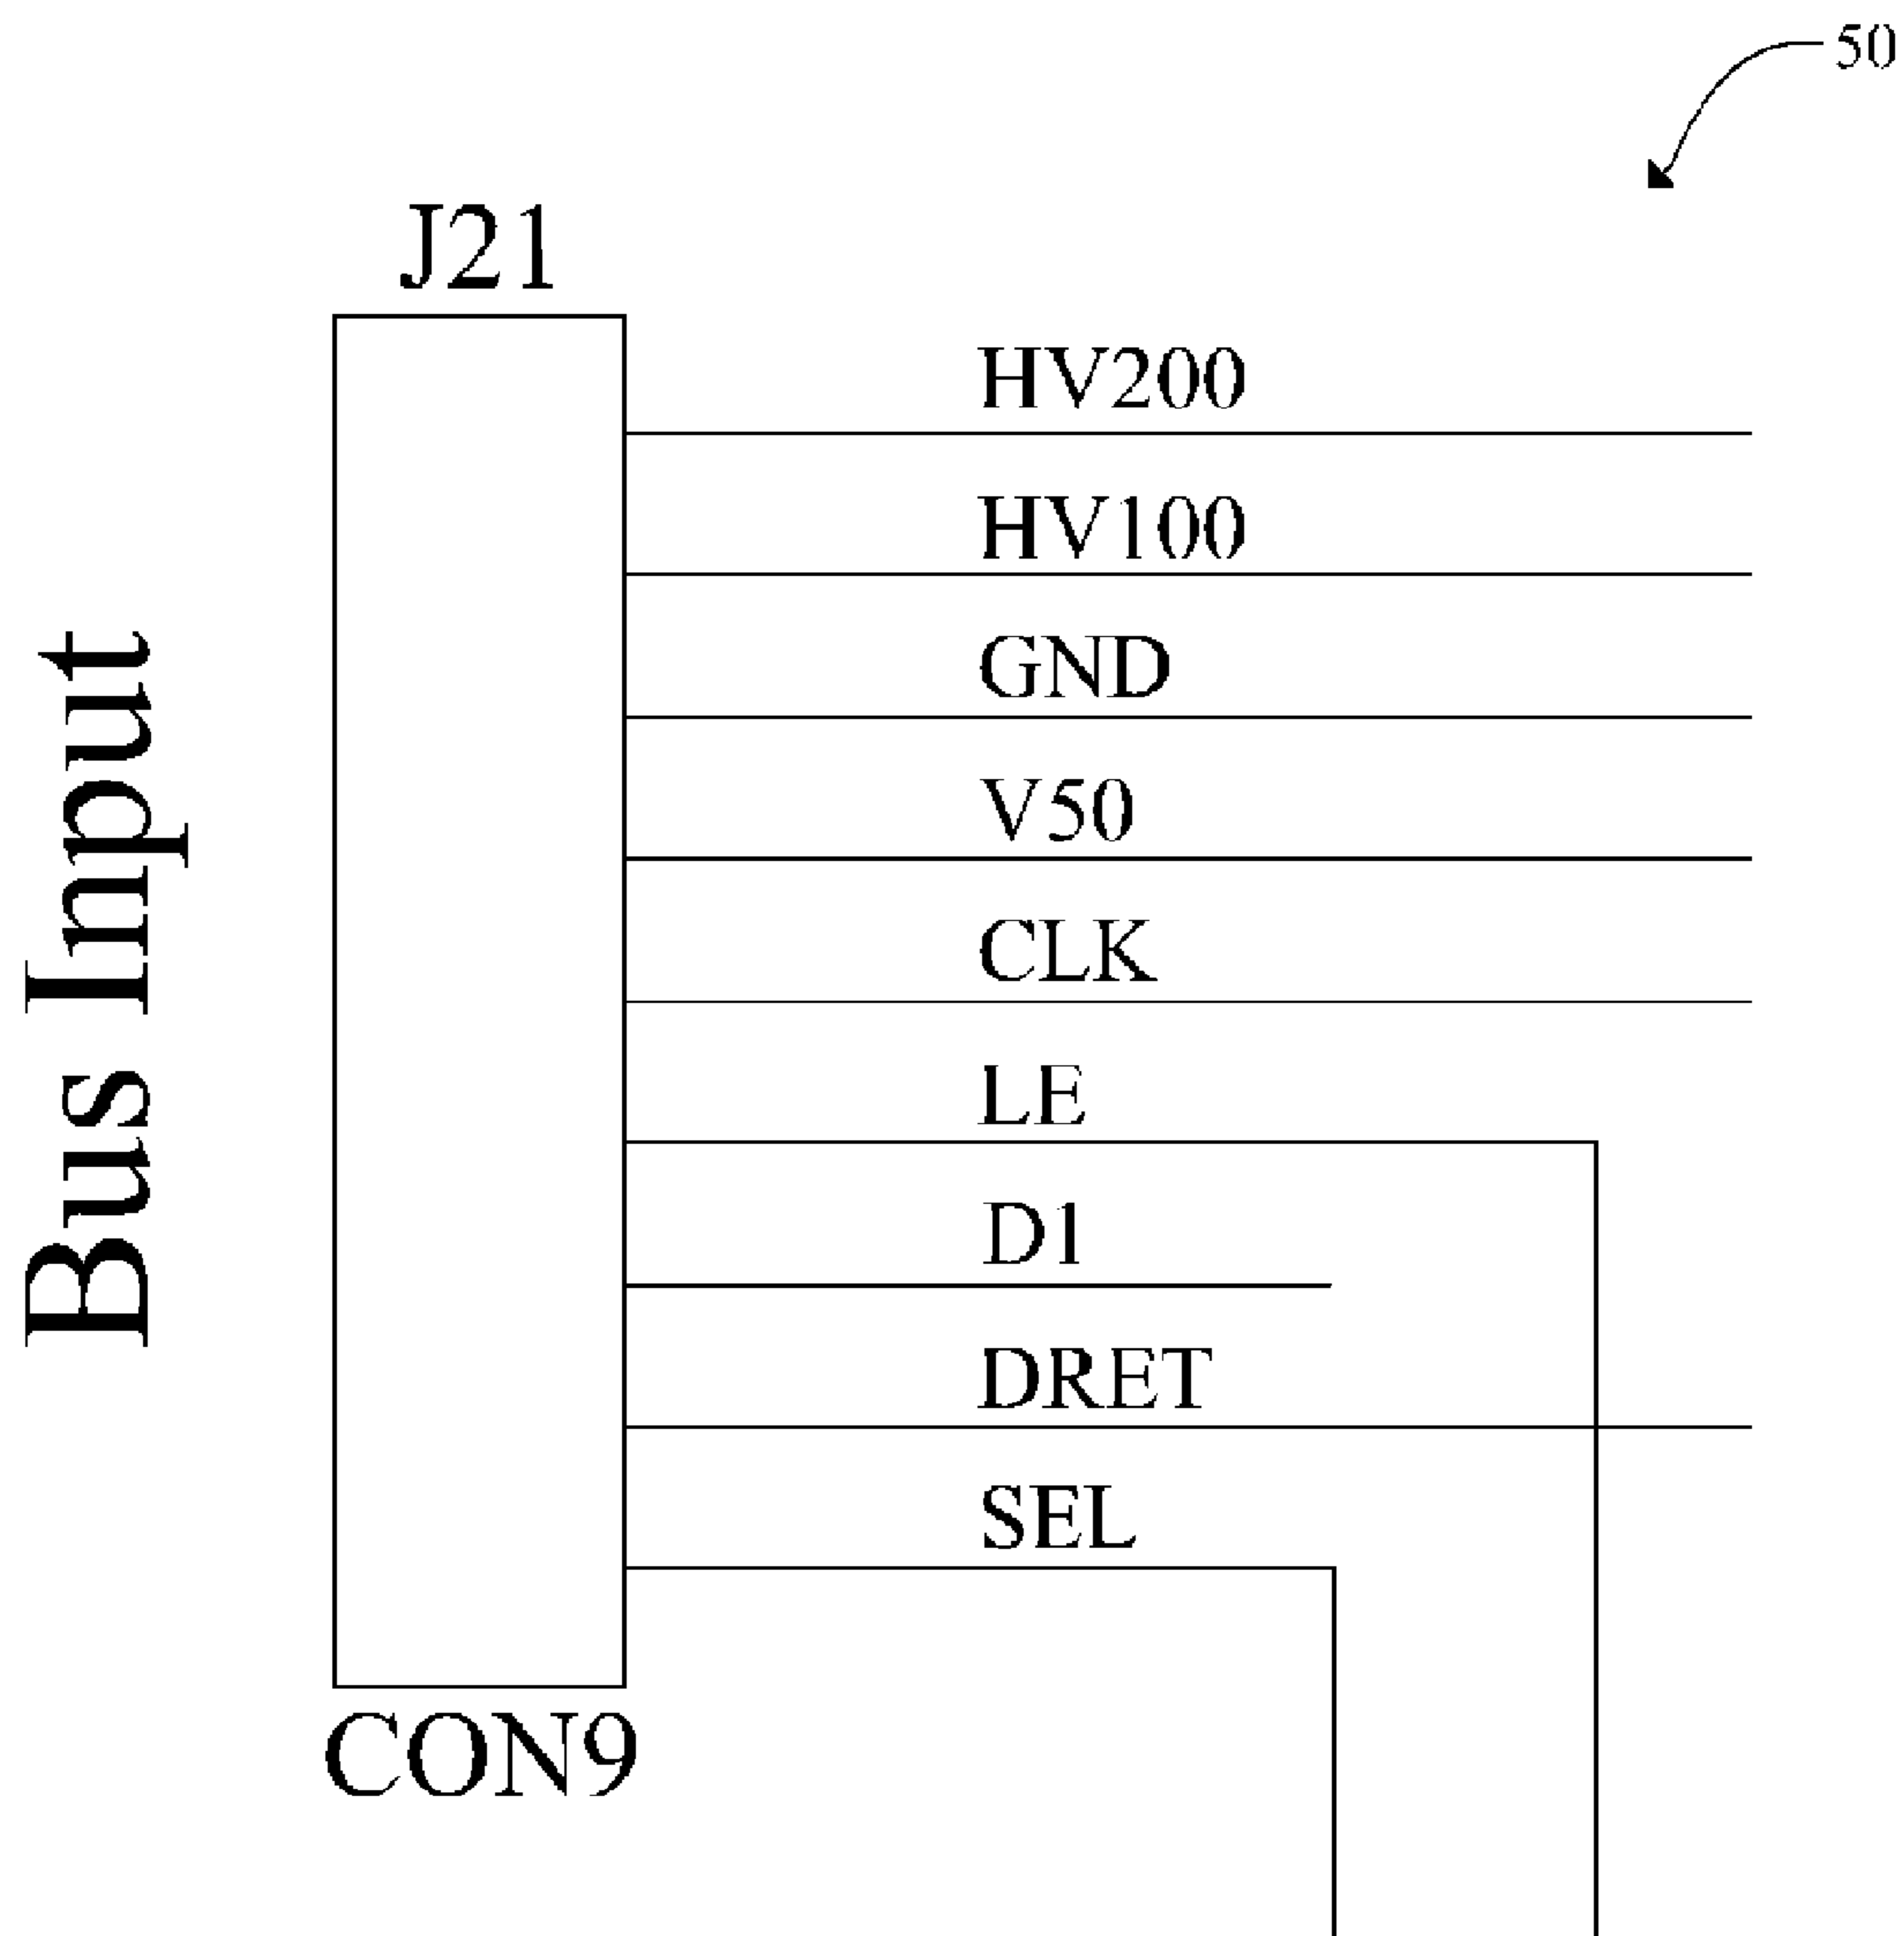 50
J21
HV200
HV100
GND
V50
CLK
LE
D1
DRET
SEL
CON9
Bus Input